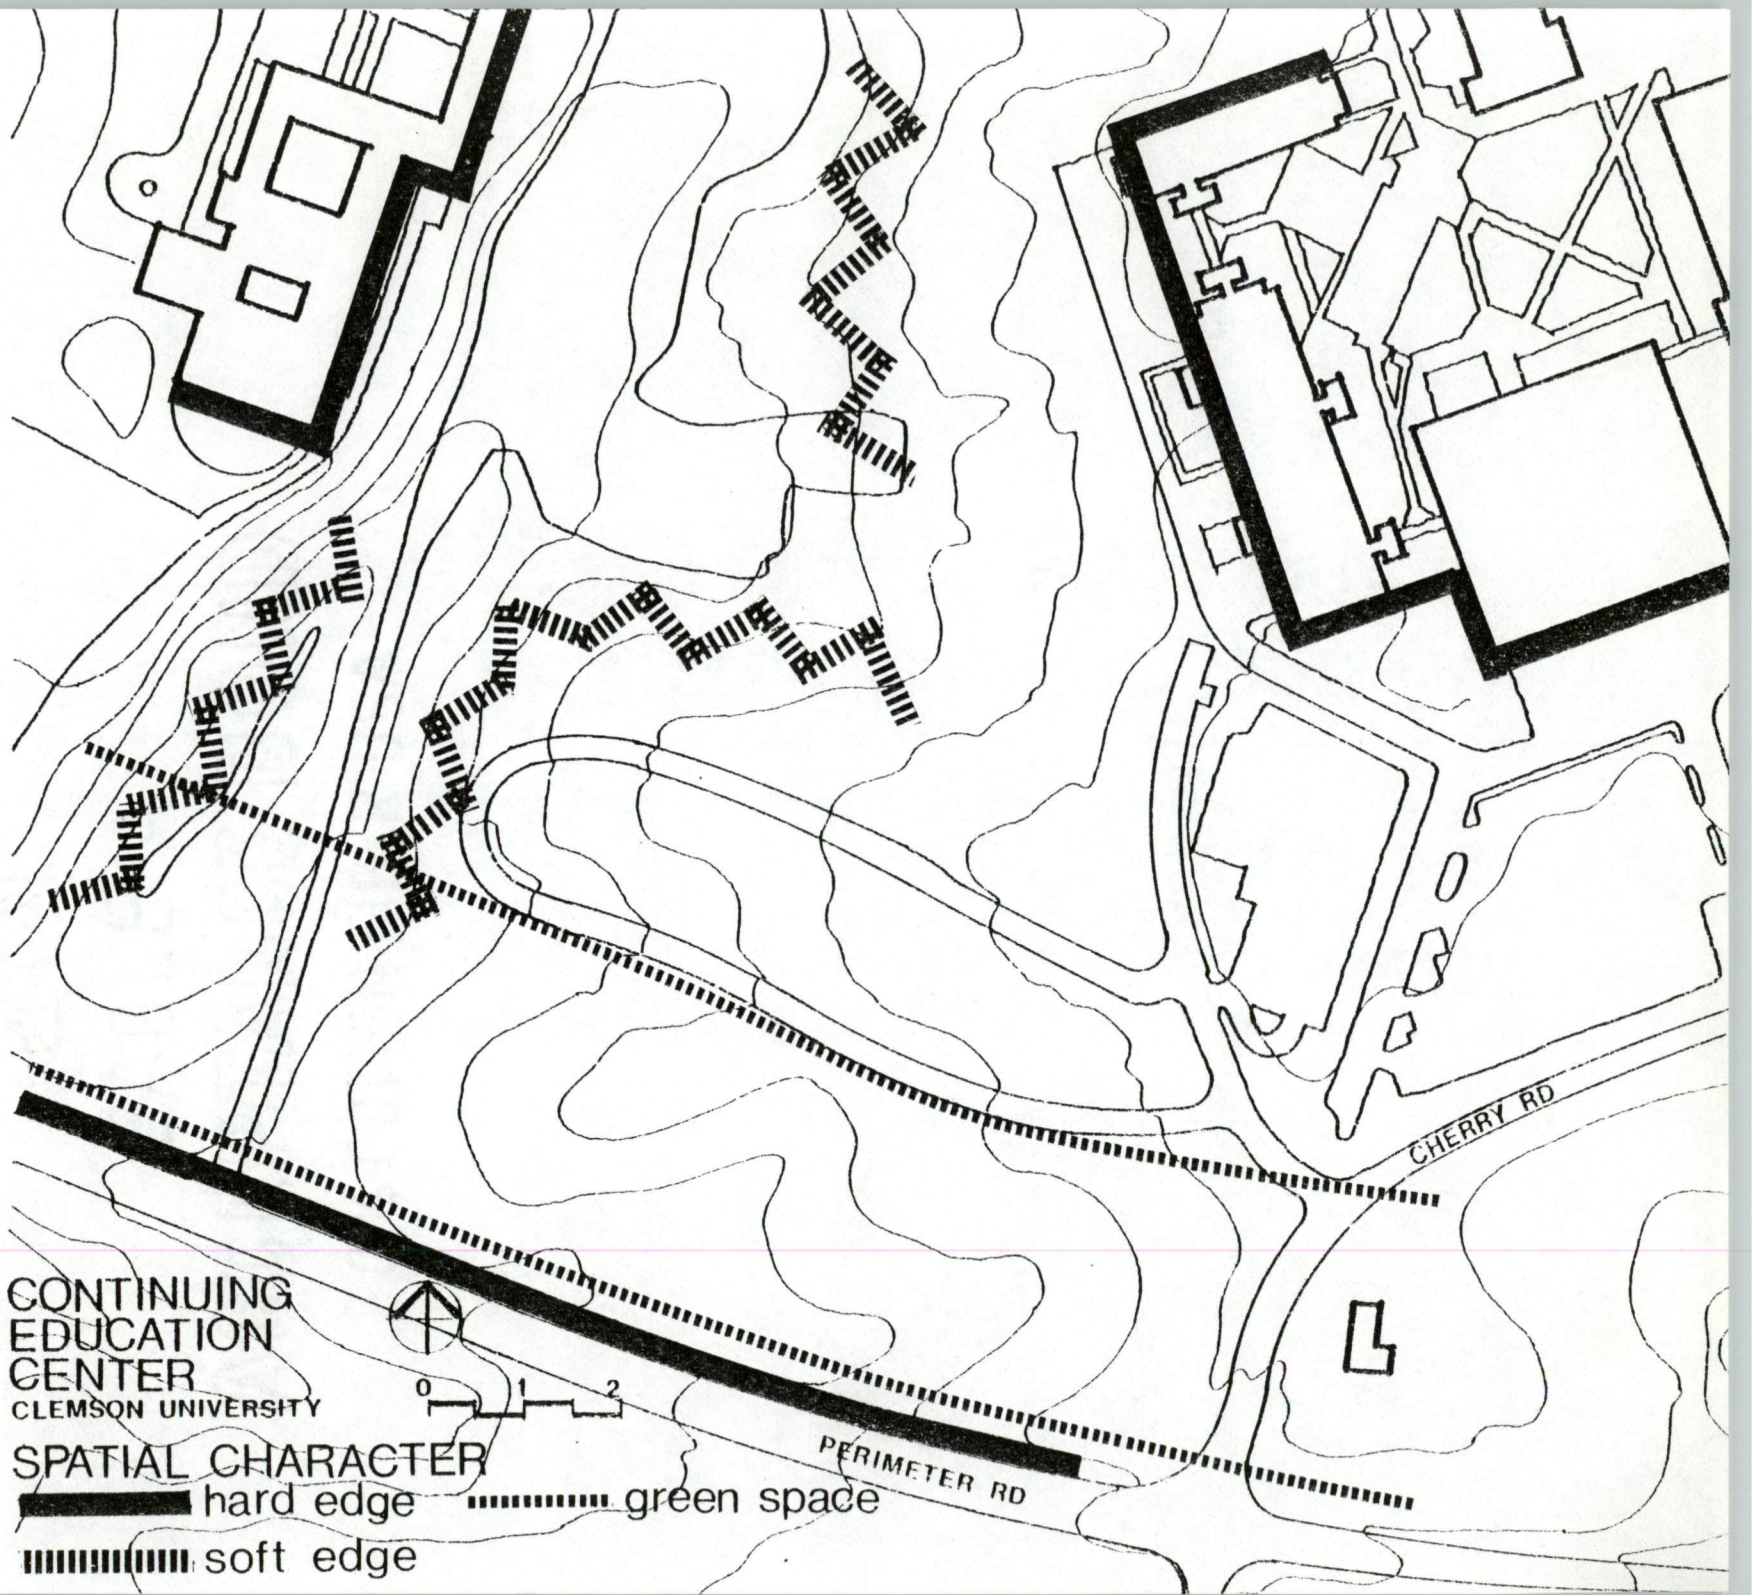 CHERRY RD
CONTINUING
EDUCATION
CENTER
CLEMSON UNIVERSITY
0 1 2
PERIMETER RD
SPATIAL CHARACTER
hard edge
green space
soft edge